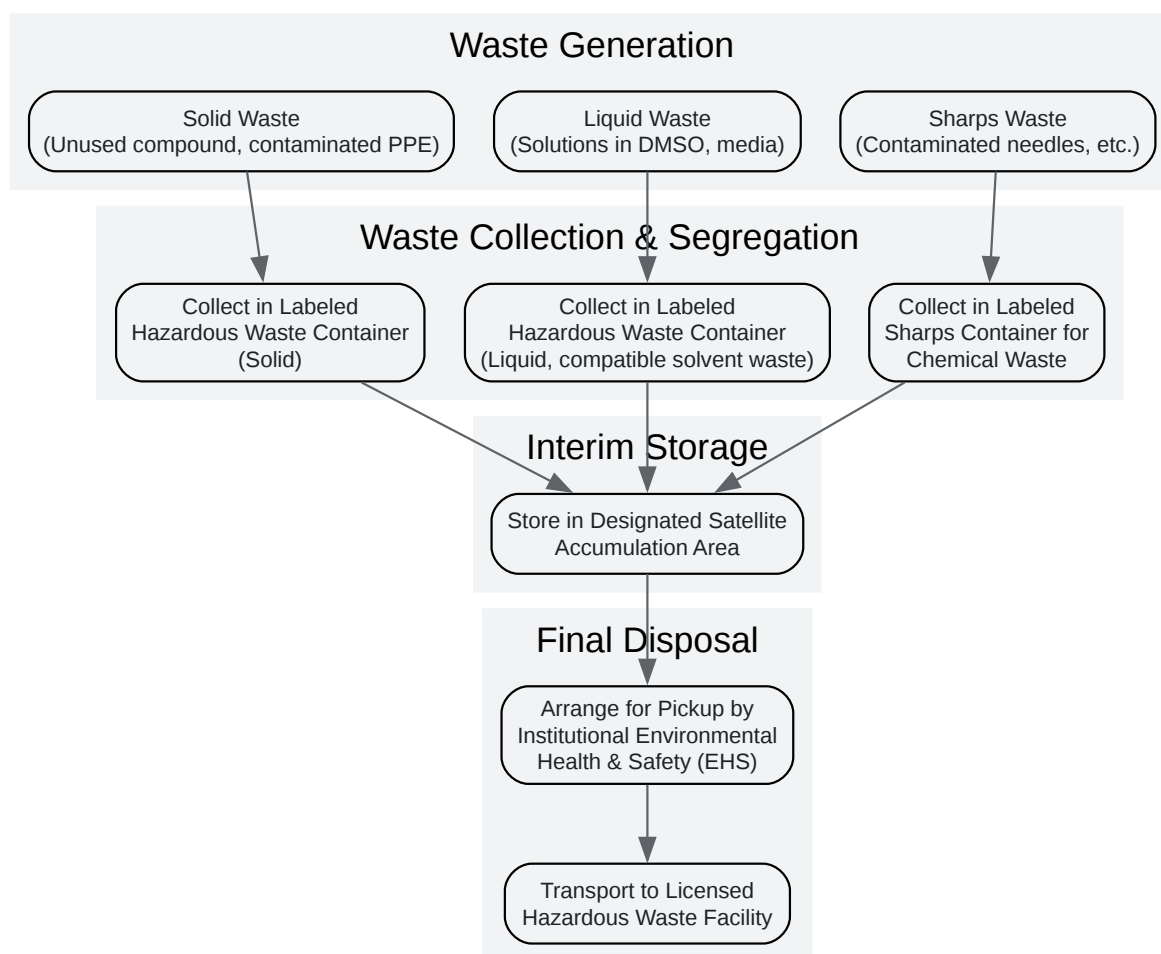 Waste Generation
Solid Waste
(Unused compound, contaminated PPE)
Liquid Waste
(Solutions in DMSO, media)
Sharps Waste
(Contaminated needles, etc.)
Waste Collection & Segregation
Collect in Labeled
Hazardous Waste Container
(Solid)
Collect in Labeled
Hazardous Waste Container
(Liquid, compatible solvent waste)
Collect in Labeled
Sharps Container for
Chemical Waste
Interim Storage
Store in Designated Satellite
Accumulation Area
Final Disposal
Arrange for Pickup by
Institutional Environmental
Health & Safety (EHS)
Transport to Licensed
Hazardous Waste Facility